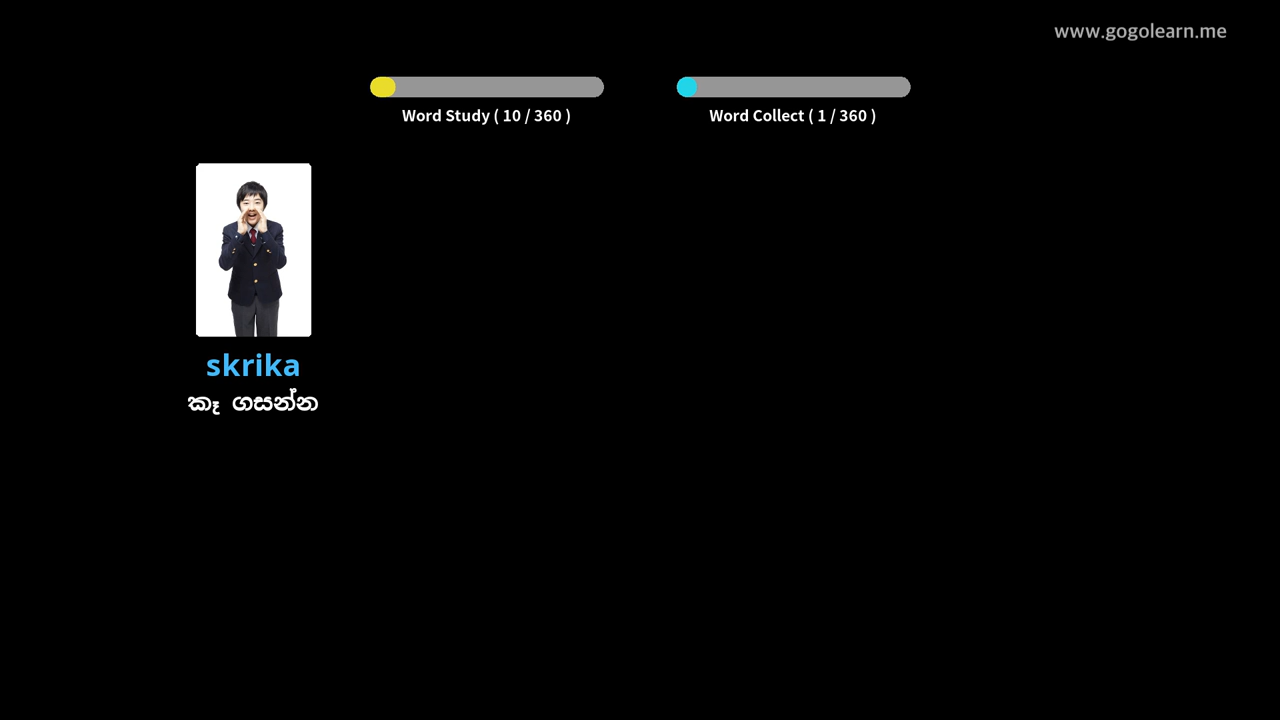 www.gogolearn.me
Word Study ( 10 / 360 )
Word Collect ( 1 / 360 )
skrika
කෑ ගසන්න